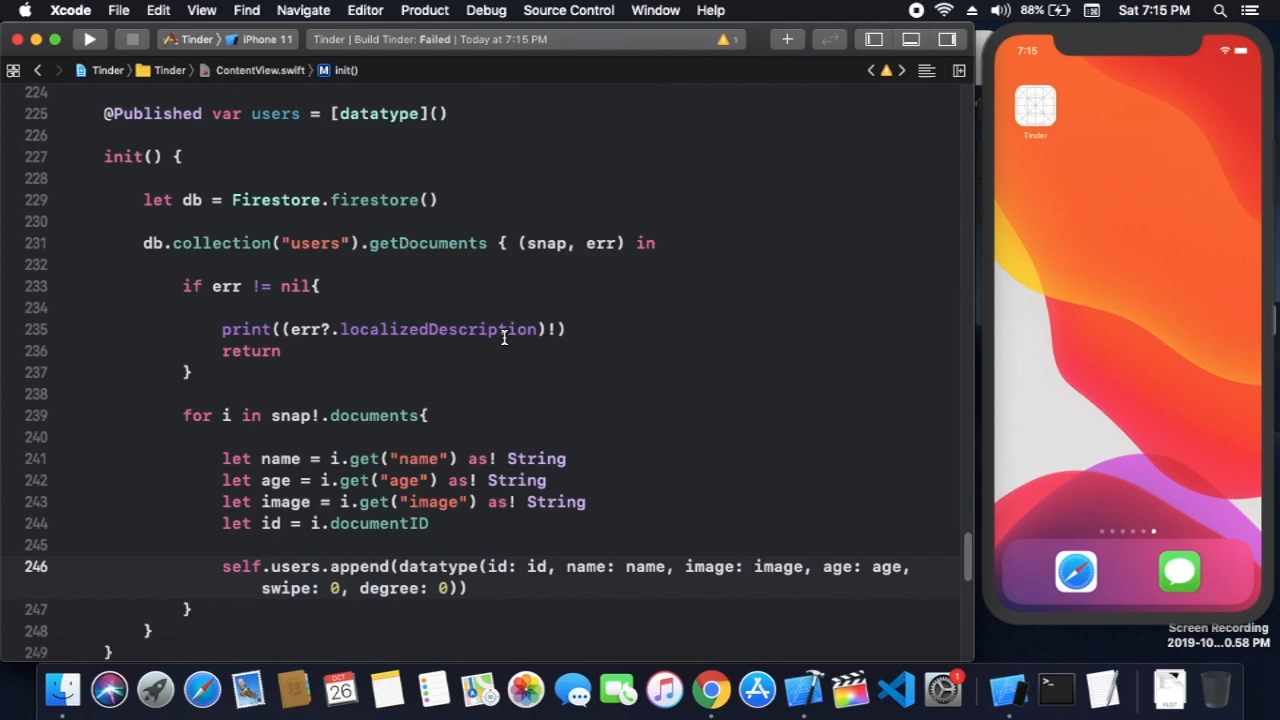 Xcode File Edit View Find Navigate Editor Product Debug Source Control Window Help 88% Sat 7:15 PM
Tinder iPhone 11 Tinder | Build Tinder: Failed | Today at 7:15 PM 1
Tinder Tinder ContentView.swift M init()
224
225 @Published var users = [datatype]()
226
227 init() {
228
229 let db = Firestore.firestore()
230
231 db.collection("users").getDocuments { (snap, err) in
232
233 if err != nil{
234
235 print((err?.localizedDescription)!)
236 return
237 }
238
239 for i in snap!.documents{
240
241 let name = i.get("name") as! String
242 let age = i.get("age") as! String
243 let image = i.get("image") as! String
244 let id = i.documentID
245
246 self.users.append(datatype(id: id, name: name, image: image, age: age,
swipe: 0, degree: 0))
247 }
248 }
249 }
7:15
Tinder
Screen Recording
2019-10...0.58 PM
OCT
26
1